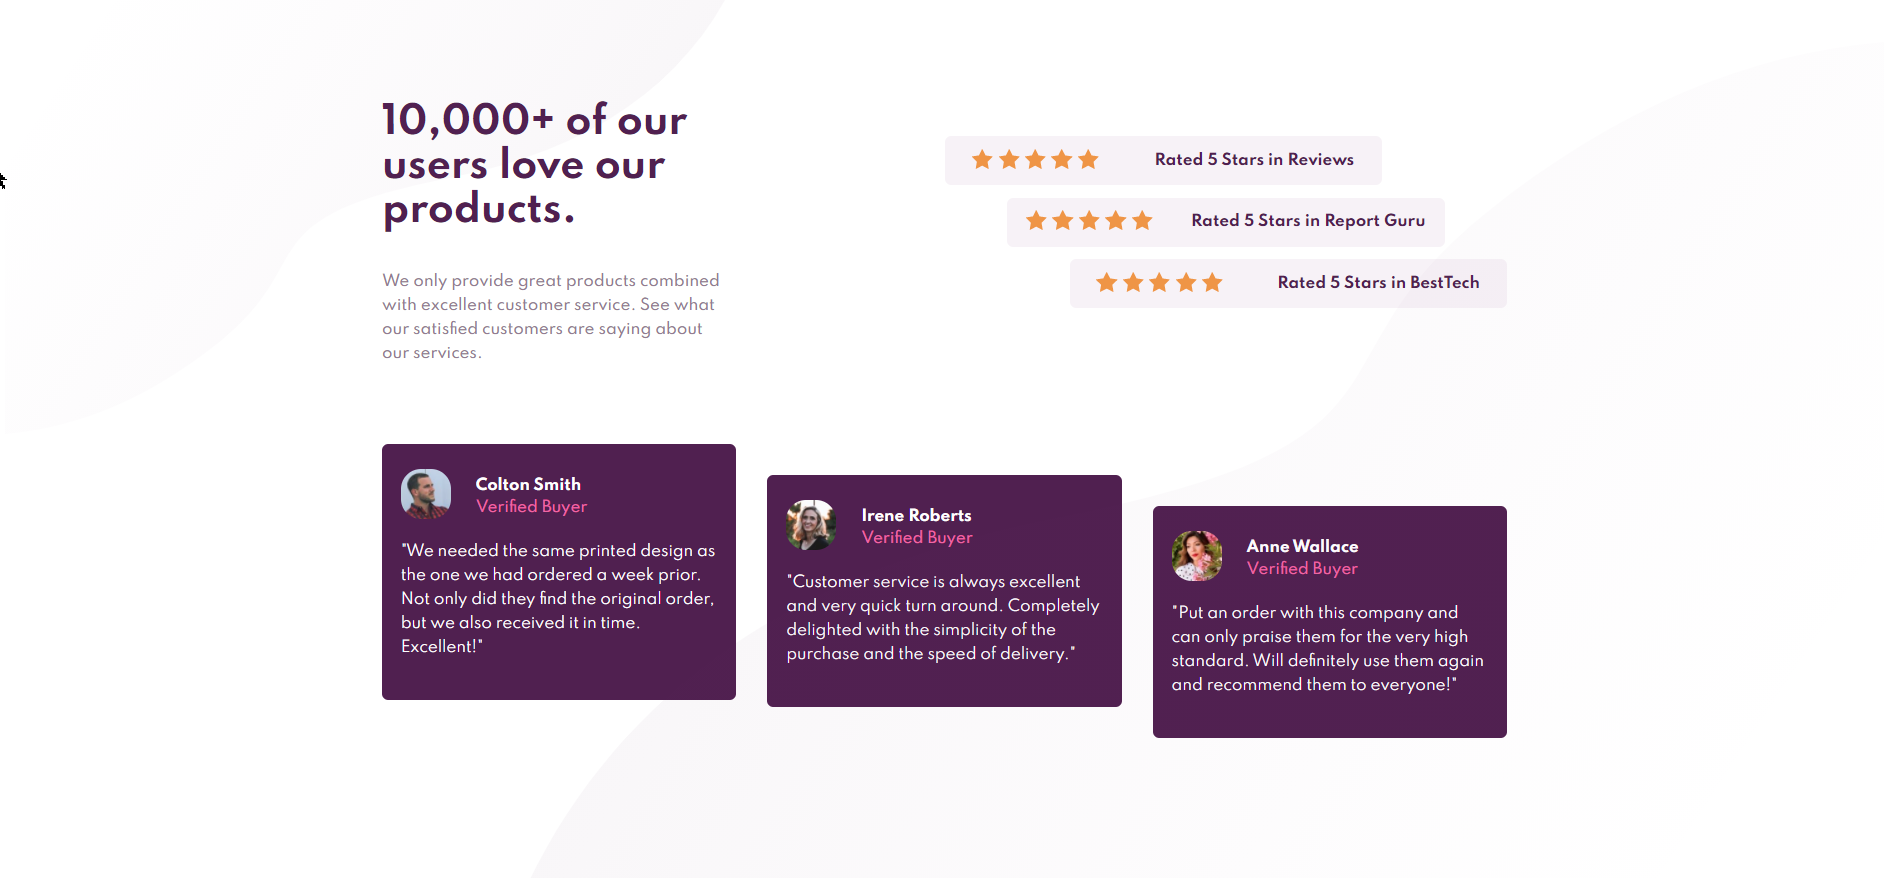 10,000+ of our
users love our
products.
We only provide great products combined
with excellent customer service. See what
our satisfied customers are saying about
our services.
Rated 5 Stars in Reviews
Rated 5 Stars in Report Guru
Rated 5 Stars in BestTech
Colton Smith
Verified Buyer
"We needed the same printed design as
the one we had ordered a week prior.
Not only did they find the original order,
but we also received it in time.
Excellent!"
Irene Roberts
Verified Buyer
"Customer service is always excellent
and very quick turn around. Completely
delighted with the simplicity of the
purchase and the speed of delivery."
Anne Wallace
Verified Buyer
"Put an order with this company and
can only praise them for the very high
standard. Will definitely use them again
and recommend them to everyone!"